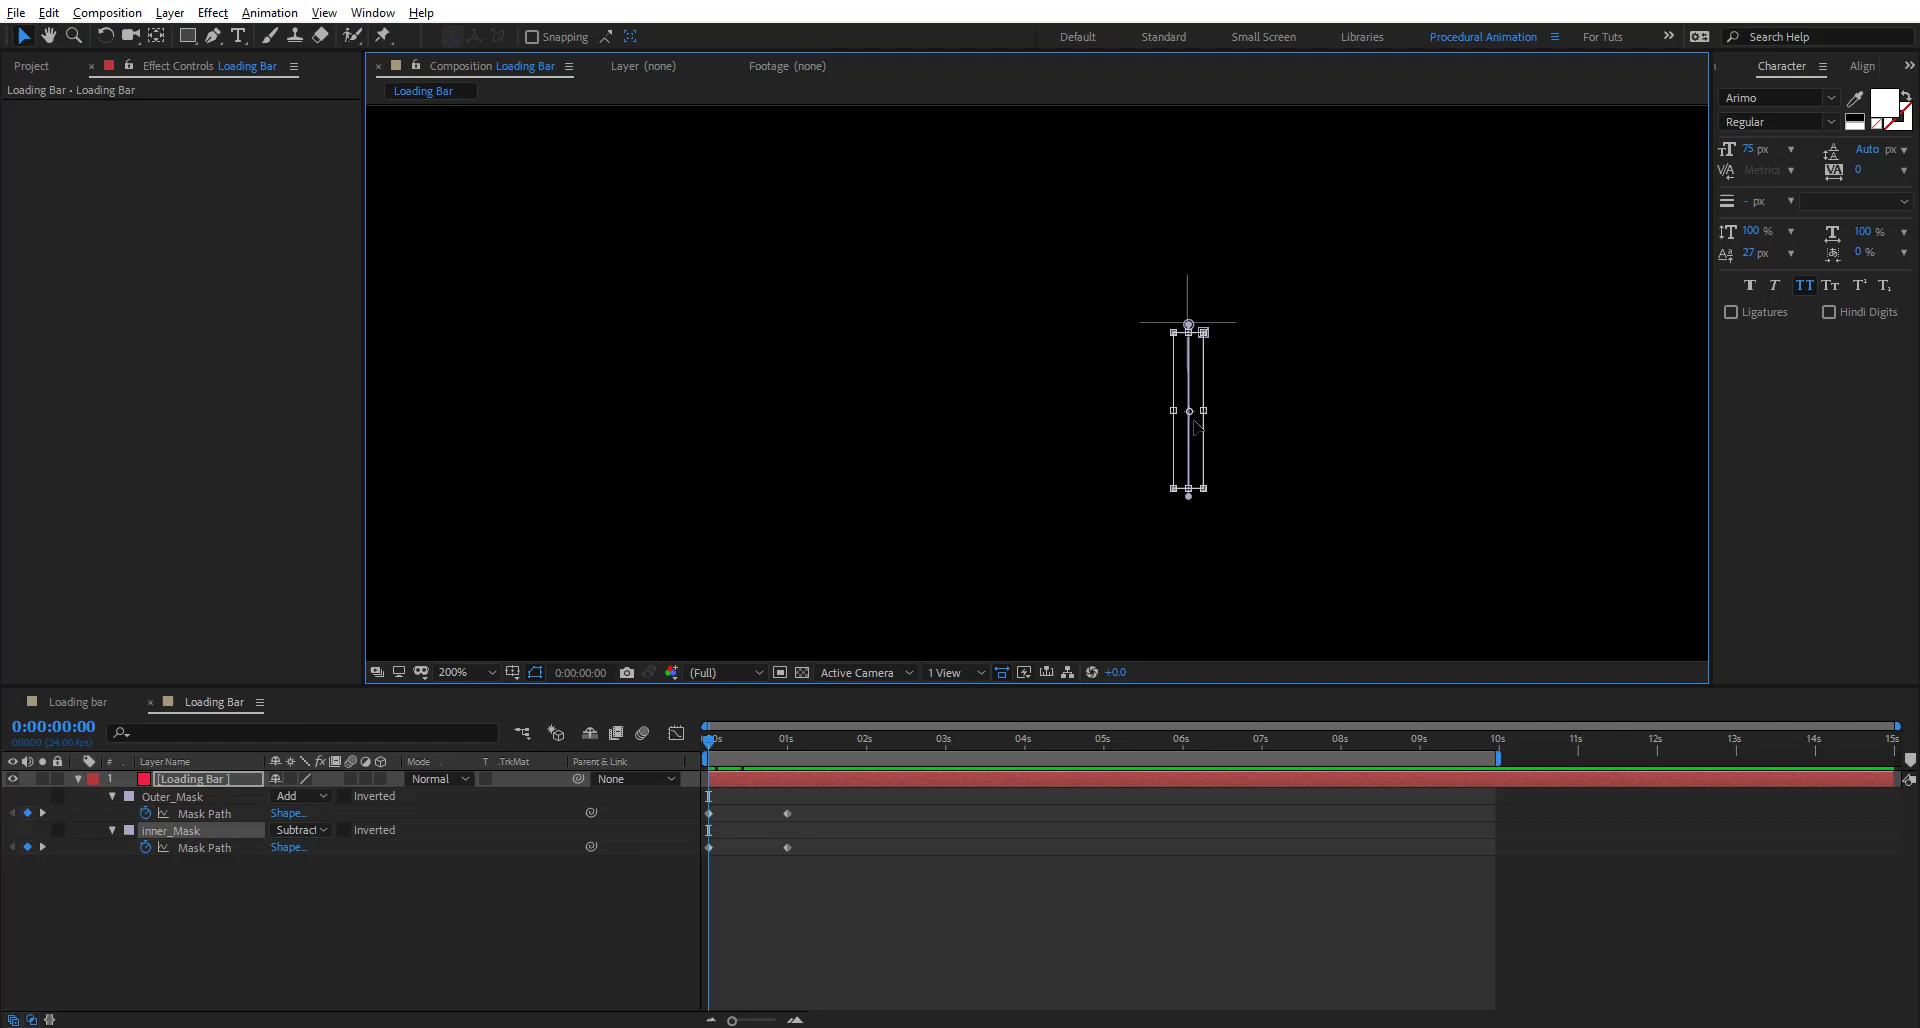 File Edit Composition Layer Effect Animation View Window Help
Snapping Default Standard Small Screen Libraries Procedural Animation For Tuts Search Help
Project Effect Controls Loading Bar Composition Loading Bar Layer (none) Footage (none) Character Align
Loading Bar • Loading Bar
Loading Bar
Arimo
Regular
75 px Auto px
Metrics 0
- px
100 % 100 %
27 px 0 %
Ligatures Hindi Digits
200% 0:00:00:00 (Full) Active Camera 1 View +0.0
Loading bar Loading Bar
0:00:00:00
00000 (24.00 fps)
01s 02s 03s 04s 05s 06s 07s 08s 09s 10s 11s 12s 13s 14s 15s
# Layer Name Mode T .TrkMat Parent & Link
1 [Loading Bar ] Normal None
Outer_Mask Add Inverted
Mask Path Shape...
inner_Mask Subtract Inverted
Mask Path Shape...